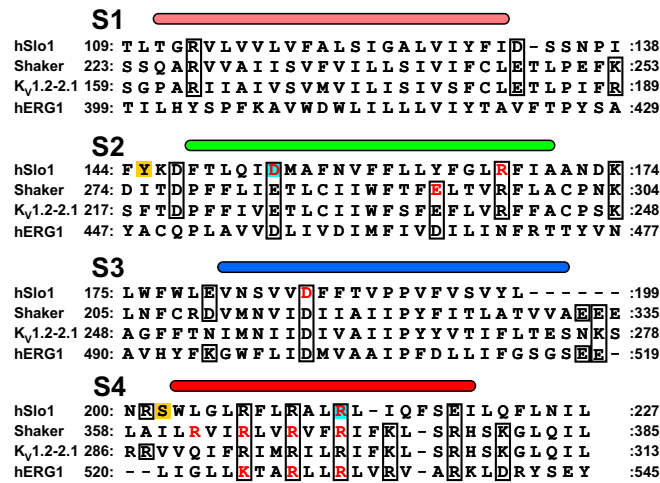 S1
hSlo1 109: T L T G R V L V V L V F A L S I G A L V I Y F I D - S S N P I :138
Shaker 223: S S Q A R V V A I I S V F V I L L S I V I F C L E T L P E F K :253
KV1.2-2.1 159: S G P A R I I A I V S V M V I L I S I V S F C L E T L P I F R :189
hERG1 399: T I L H Y S P F K A V W D W L I L L L V I Y T A V F T P Y S A :429
S2
hSlo1 144: F Y K D F T L Q I D M A F N V F F L L Y F G L R F I A A N D K :174
Shaker 274: D I T D P F F L I E T L C I I W F T F E L T V R F L A C P N K :304
KV1.2-2.1 217: S F T D P F F I V E T L C I I W F S F E F L V R F F A C P S K :248
hERG1 447: Y A C Q P L A V V D L I V D I M F I V D I L I N F R T T Y V N :477
S3
hSlo1 175: L W F W L E V N S V V D F F T V P P V F V S V Y L - - - - - - :199
Shaker 205: L N F C R D V M N V I D I I A I I P Y F I T L A T V V A E E E :335
KV1.2-2.1 248: A G F F T N I M N I I D I V A I I P Y Y V T I F L T E S N K S :278
hERG1 490: A V H Y F K G W F L I D M V A A I P F D L L I F G S G S E E - :519
S4
hSlo1 200: N R S W L G L R F L R A L R L - I Q F S E I L Q F L N I L :227
Shaker 358: L A I L R V I R L V R V F R I F K L - S R H S K G L Q I L :385
KV1.2-2.1 286: R R V V Q I F R I M R I L R I F K L - S R H S K G L Q I L :313
hERG1 520: - - L I G L L K T A R L L R L V R V - A R K L D R Y S E Y :545